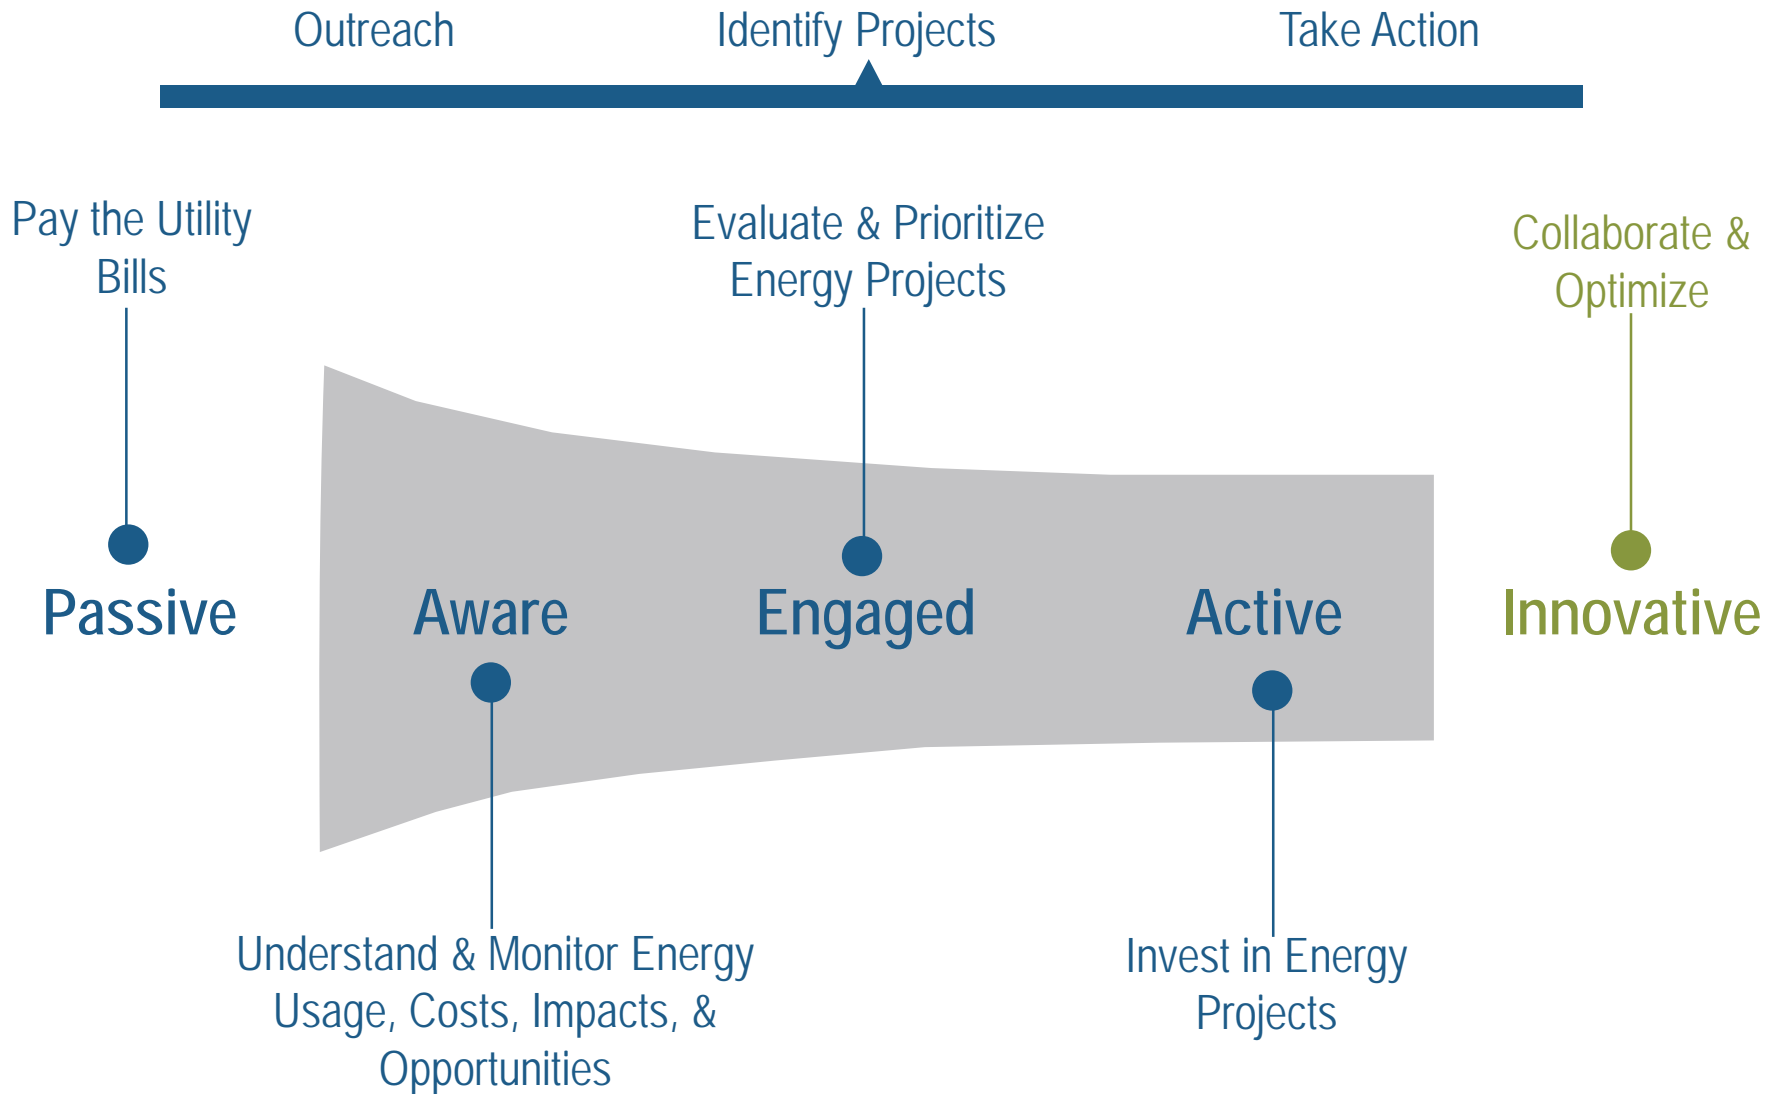 Outreach
Identify Projects
Take Action
Pay the Utility
Bills
Evaluate & Prioritize
Energy Projects
Collaborate &
Optimize
Passive
Aware
Engaged
Active
Innovative
Understand & Monitor Energy
Usage, Costs, Impacts, &
Opportunities
Invest in Energy
Projects